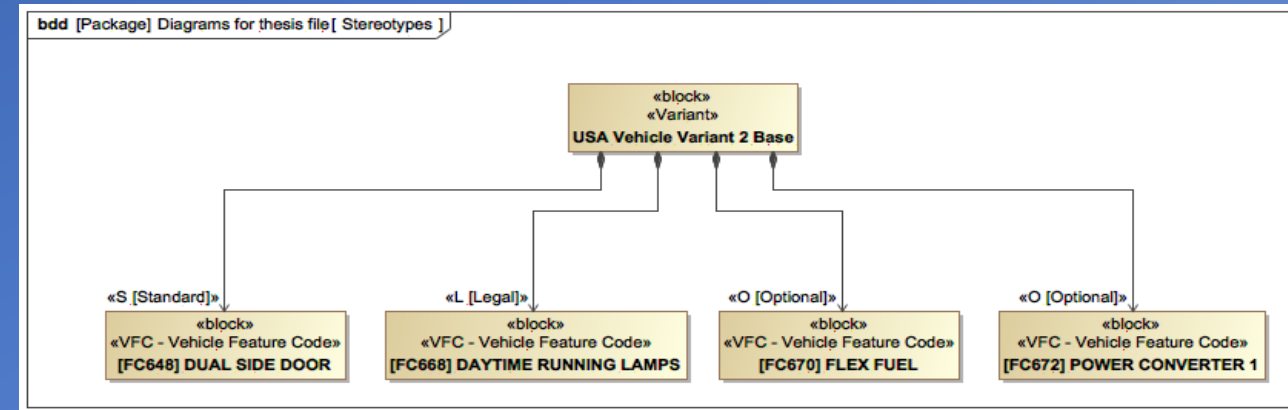 bdd [Package] Diagrams for thesis file[ Stereotypes ]
«block»
«Variant»
USA Vehicle Variant 2 Base
«S [Standard]»
«L [Legal]»
«O [Optional]»
«O [Optional]»
«block»
«VFC - Vehicle Feature Code»
[FC648] DUAL SIDE DOOR
«block»
«VFC - Vehicle Feature Code»
[FC668] DAYTIME RUNNING LAMPS
«block»
«VFC - Vehicle Feature Code»
[FC670] FLEX FUEL
«block»
«VFC - Vehicle Feature Code»
[FC672] POWER CONVERTER 1